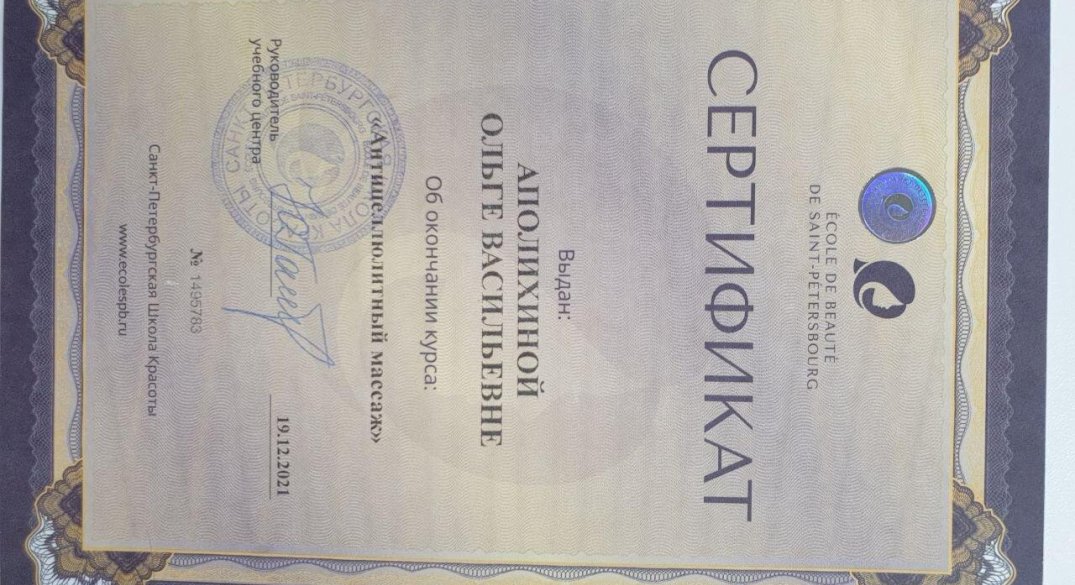 ÉCOLE DE BEAUTÉ
DE SAINT-PÉTERSBOURG
СЕРТИФИКАТ
Выдан:
АПОЛИХИНОЙ
ОЛЬГЕ ВАСИЛЬЕВНЕ
Об окончании курса:
«Антицеллюлитный массаж»
Руководитель
учебного центра
19.12.2021
№ 1495783
Санкт-Петербургская Школа Красоты
www.ecolespb.ru